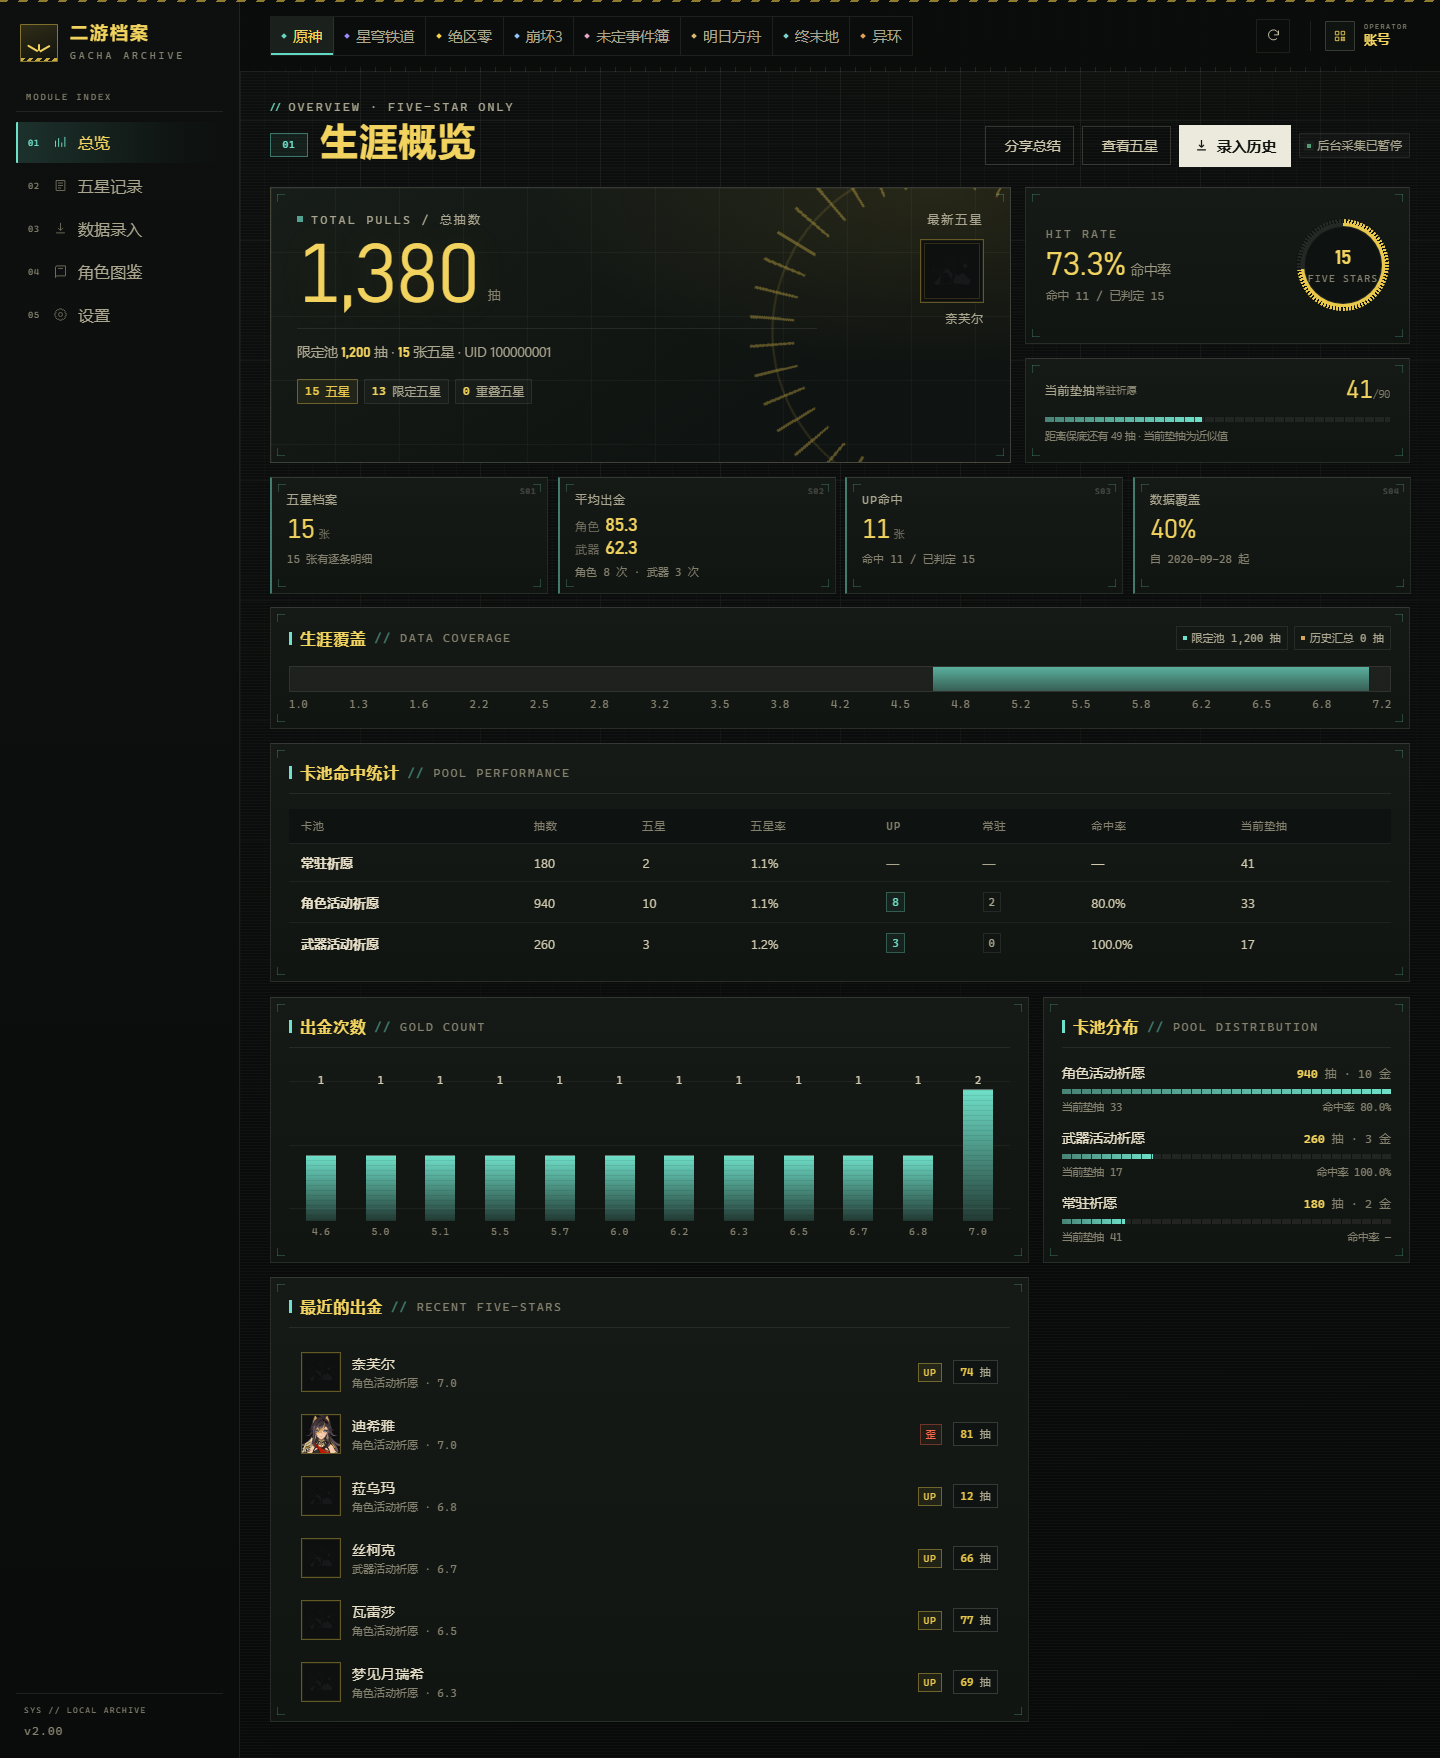 二游档案
GACHA ARCHIVE
MODULE INDEX
01 总览
02 五星记录
03 数据录入
04 角色图鉴
05 设置
SYS // LOCAL ARCHIVE
v2.00
原神 星穹铁道 绝区零 崩坏3 未定事件簿 明日方舟 终末地 异环
OPERATOR
账号
// OVERVIEW · FIVE-STAR ONLY
01 生涯概览
分享总结 查看五星 录入历史 后台采集已暂停
TOTAL PULLS / 总抽数
1,380 抽
限定池 1,200 抽 · 15 张五星 · UID 100000001
15 五星 13 限定五星 0 重叠五星
最新五星
奈芙尔
HIT RATE
73.3% 命中率
命中 11 / 已判定 15
15
FIVE STARS
当前垫抽常驻祈愿 41/90
距离保底还有 49 抽 · 当前垫抽为近似值
五星档案 S01
15 张
15 张有逐条明细
平均出金 S02
角色 85.3
武器 62.3
角色 8 次 · 武器 3 次
UP命中 S03
11 张
命中 11 / 已判定 15
数据覆盖 S04
40%
自 2020-09-28 起
生涯覆盖 // DATA COVERAGE
限定池 1,200 抽 历史汇总 0 抽
1.0 1.3 1.6 2.2 2.5 2.8 3.2 3.5 3.8 4.2 4.5 4.8 5.2 5.5 5.8 6.2 6.5 6.8 7.2
卡池命中统计 // POOL PERFORMANCE
卡池 抽数 五星 五星率 UP 常驻 命中率 当前垫抽
常驻祈愿 180 2 1.1% — — — 41
角色活动祈愿 940 10 1.1% 8 2 80.0% 33
武器活动祈愿 260 3 1.2% 3 0 100.0% 17
出金次数 // GOLD COUNT
1 1 1 1 1 1 1 1 1 1 1 2
4.6 5.0 5.1 5.5 5.7 6.0 6.2 6.3 6.5 6.7 6.8 7.0
卡池分布 // POOL DISTRIBUTION
角色活动祈愿 940 抽 · 10 金
当前垫抽 33 命中率 80.0%
武器活动祈愿 260 抽 · 3 金
当前垫抽 17 命中率 100.0%
常驻祈愿 180 抽 · 2 金
当前垫抽 41 命中率 —
最近的出金 // RECENT FIVE-STARS
奈芙尔
角色活动祈愿 · 7.0
UP 74 抽
迪希雅
角色活动祈愿 · 7.0
歪 81 抽
菈乌玛
角色活动祈愿 · 6.8
UP 12 抽
丝柯克
武器活动祈愿 · 6.7
UP 66 抽
瓦雷莎
角色活动祈愿 · 6.5
UP 77 抽
梦见月瑞希
角色活动祈愿 · 6.3
UP 69 抽